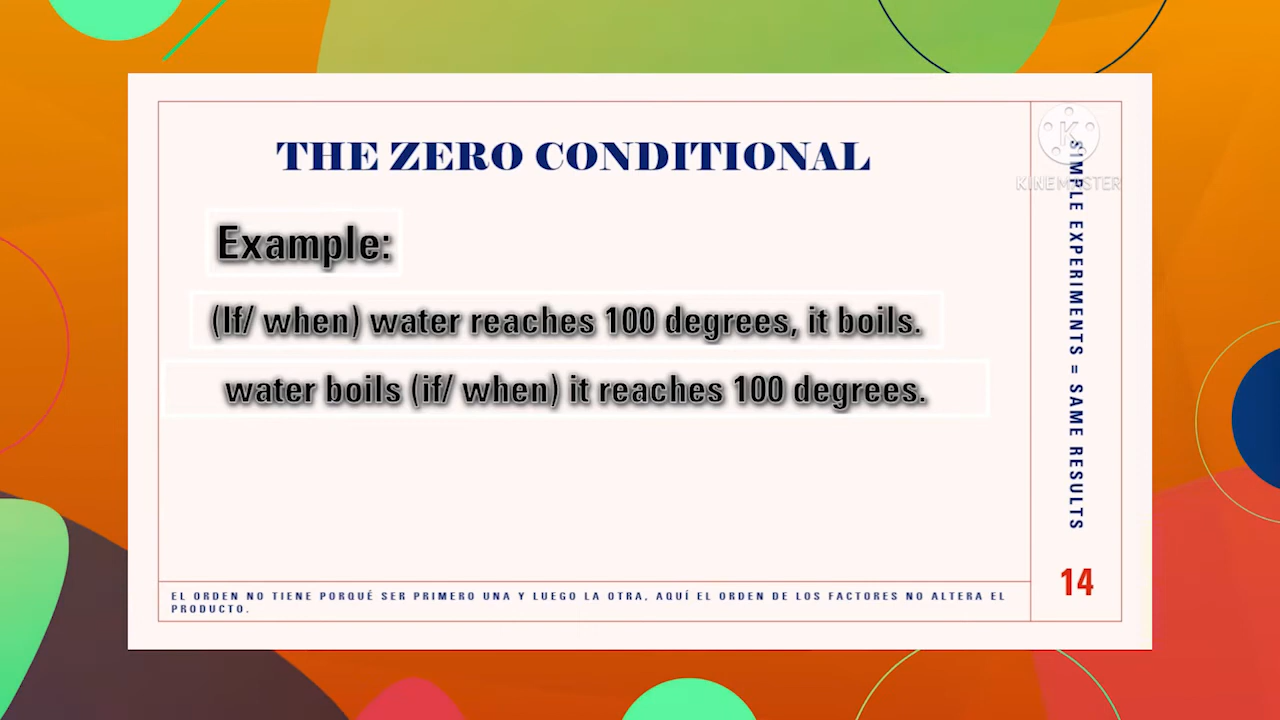 THE ZERO CONDITIONAL
Example:
(If/ when) water reaches 100 degrees, it boils.
water boils (if/ when) it reaches 100 degrees.
EL ORDEN NO TIENE PORQUÉ SER PRIMERO UNA Y LUEGO LA OTRA, AQUÍ EL ORDEN DE LOS FACTORES NO ALTERA EL
PRODUCTO.
SIMPLE EXPERIMENTS = SAME RESULTS
14
K
KINEMASTER